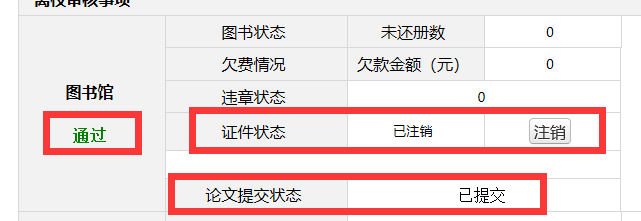 离校审核事项
图书状态 未还册数 0
欠费情况 欠款金额（元） 0
图书馆
违章状态 0
通过
证件状态 已注销 注销
论文提交状态 已提交